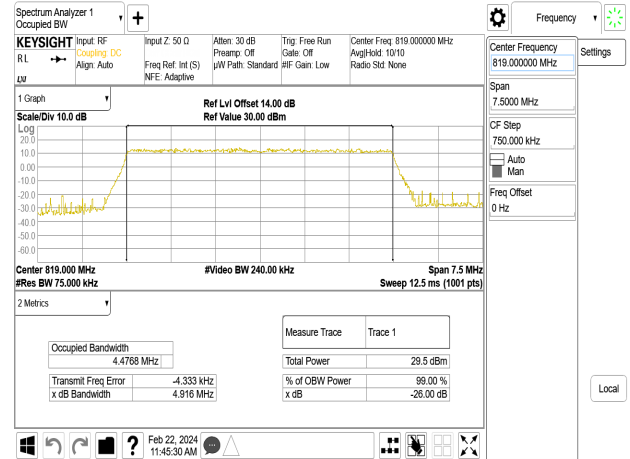 Spectrum Analyzer 1
Occupied BW
Frequency
KEYSIGHT
RL
LXI
Input: RF
Coupling: DC
Align: Auto
Input Z: 50 Ω
Freq Ref: Int (S)
NFE: Adaptive
Atten: 30 dB
Preamp: Off
µW Path: Standard
Trig: Free Run
Gate: Off
#IF Gain: Low
Center Freq: 819.000000 MHz
Avg|Hold: 10/10
Radio Std: None
Center Frequency
819.000000 MHz
Settings
Span
7.5000 MHz
CF Step
750.000 kHz
Auto
Man
Freq Offset
0 Hz
Local
1 Graph
Scale/Div 10.0 dB
Ref Lvl Offset 14.00 dB
Ref Value 30.00 dBm
Log
20.0
10.0
0.00
-10.0
-20.0
-30.0
-40.0
-50.0
-60.0
Center 819.000 MHz
#Video BW 240.00 kHz
Span 7.5 MHz
#Res BW 75.000 kHz
Sweep 12.5 ms (1001 pts)
2 Metrics
Measure Trace
Trace 1
Occupied Bandwidth
4.4768 MHz
Total Power
29.5 dBm
Transmit Freq Error
-4.333 kHz
% of OBW Power
99.00 %
x dB Bandwidth
4.916 MHz
x dB
-26.00 dB
?
Feb 22, 2024
11:45:30 AM